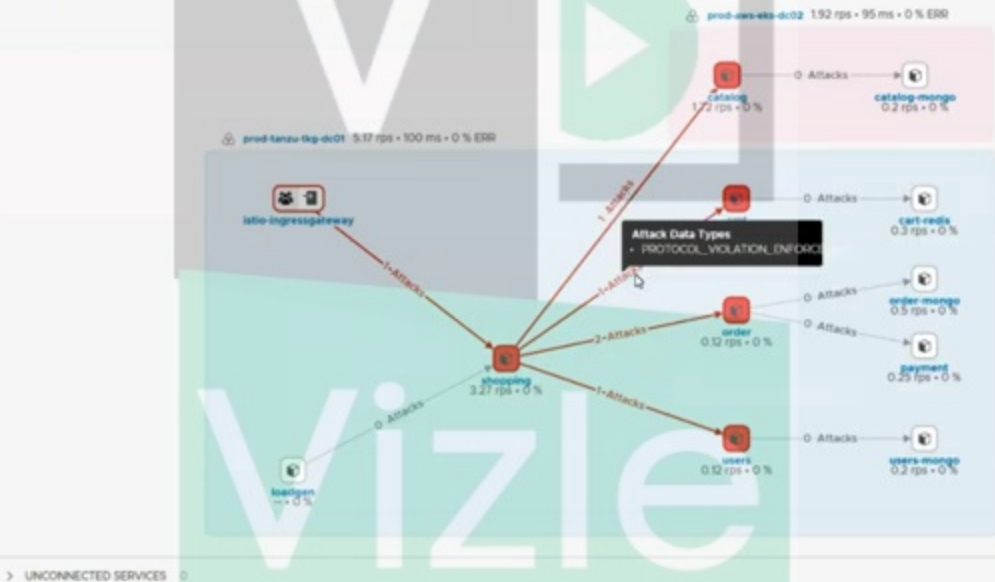 prod-aws-eks-dc02 1.92 rps • 95 ms • 0 % ERR
catalog
1.72 rps • 0 %
0 Attacks
catalog-mongo
0.2 rps • 0 %
prod-tanzu-tkg-dc01 5.17 rps • 100 ms • 0 % ERR
istio-ingressgateway
1 Attacks
1 Attacks
0 Attacks
cart-redis
0.3 rps • 0 %
Attack Data Types
• PROTOCOL_VIOLATION_ENFORC
1 Attacks
2 Attacks
order
0.12 rps • 0 %
0 Attacks
order-mongo
0.5 rps • 0 %
0 Attacks
payment
0.25 rps • 0 %
shopping
3.27 rps • 0 %
1 Attacks
users
0.12 rps • 0 %
0 Attacks
users-mongo
0.2 rps • 0 %
0 Attacks
loadgen
-- • 0 %
Vizle
UNCONNECTED SERVICES 0